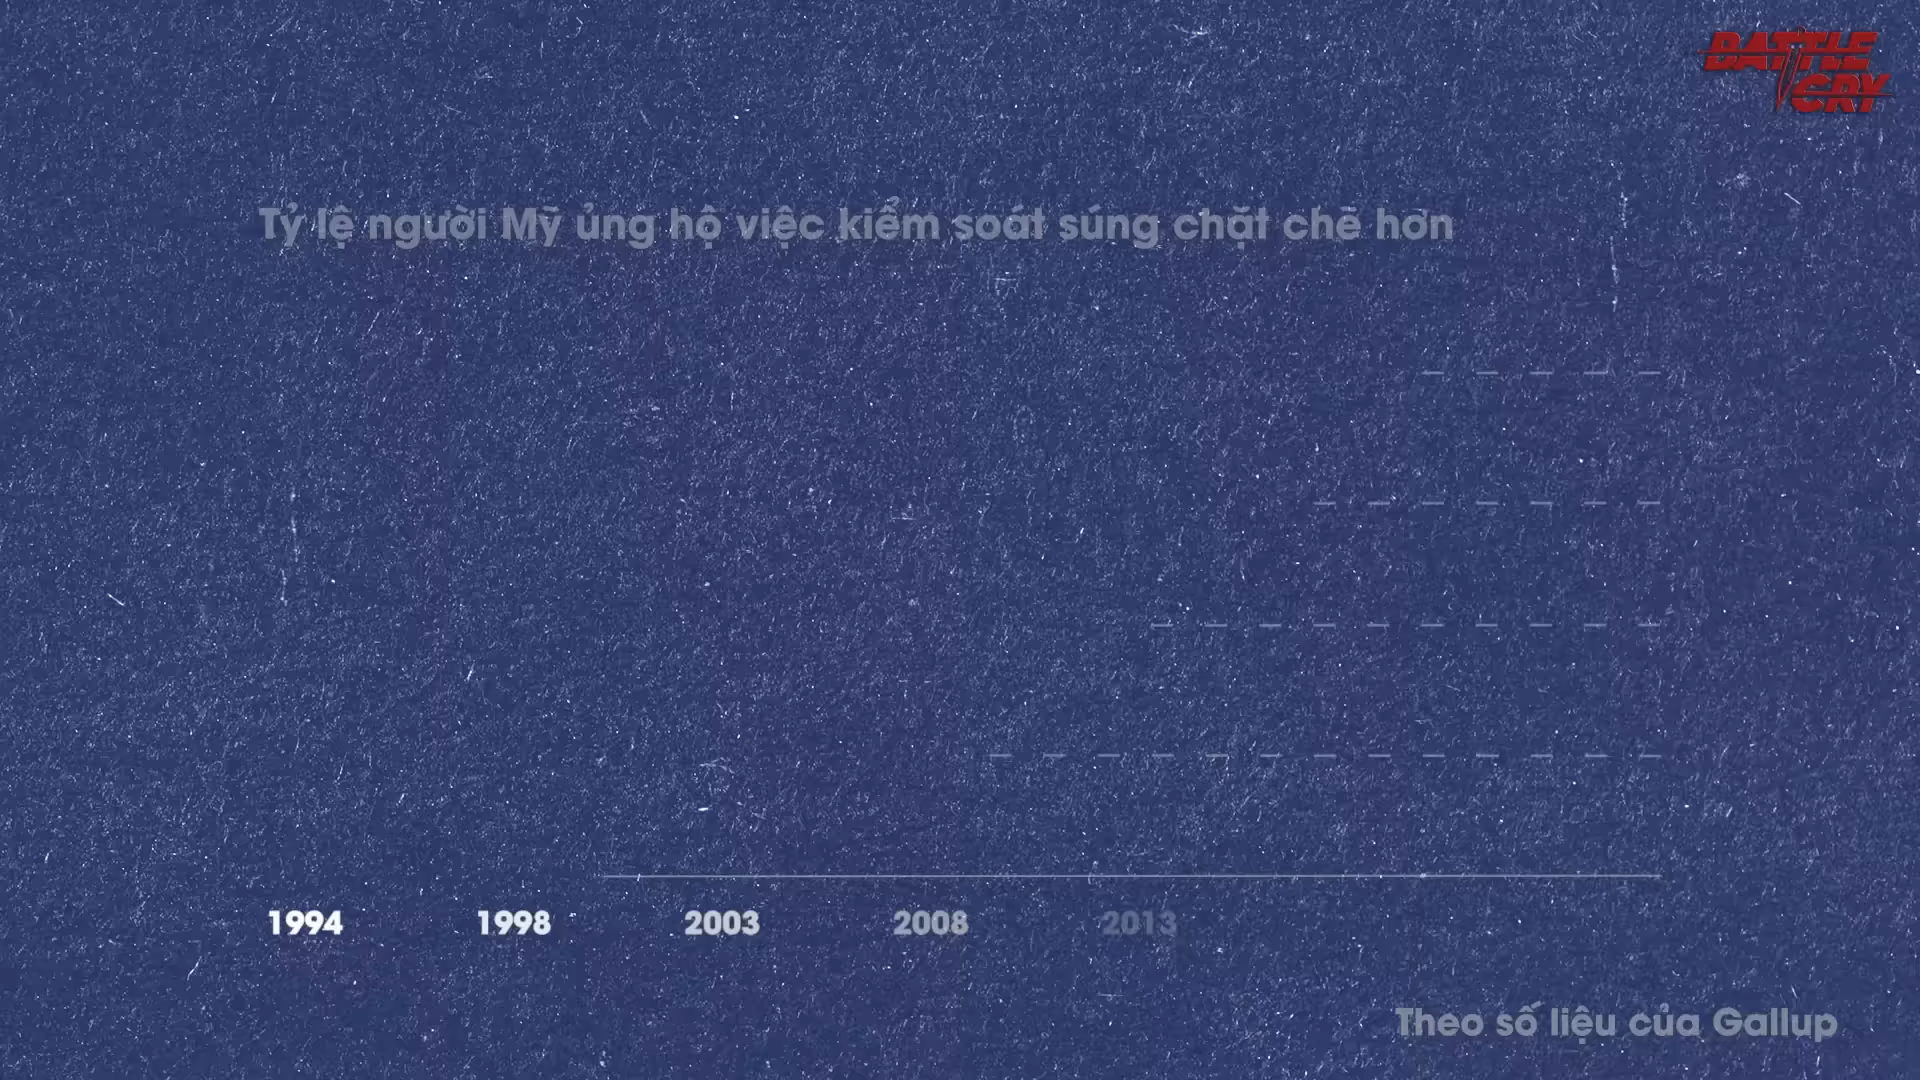 BATTLE
CRY
Tỷ lệ người Mỹ ủng hộ việc kiểm soát súng chặt chẽ hơn
1994 1998 2003 2008 2013
Theo số liệu của Gallup